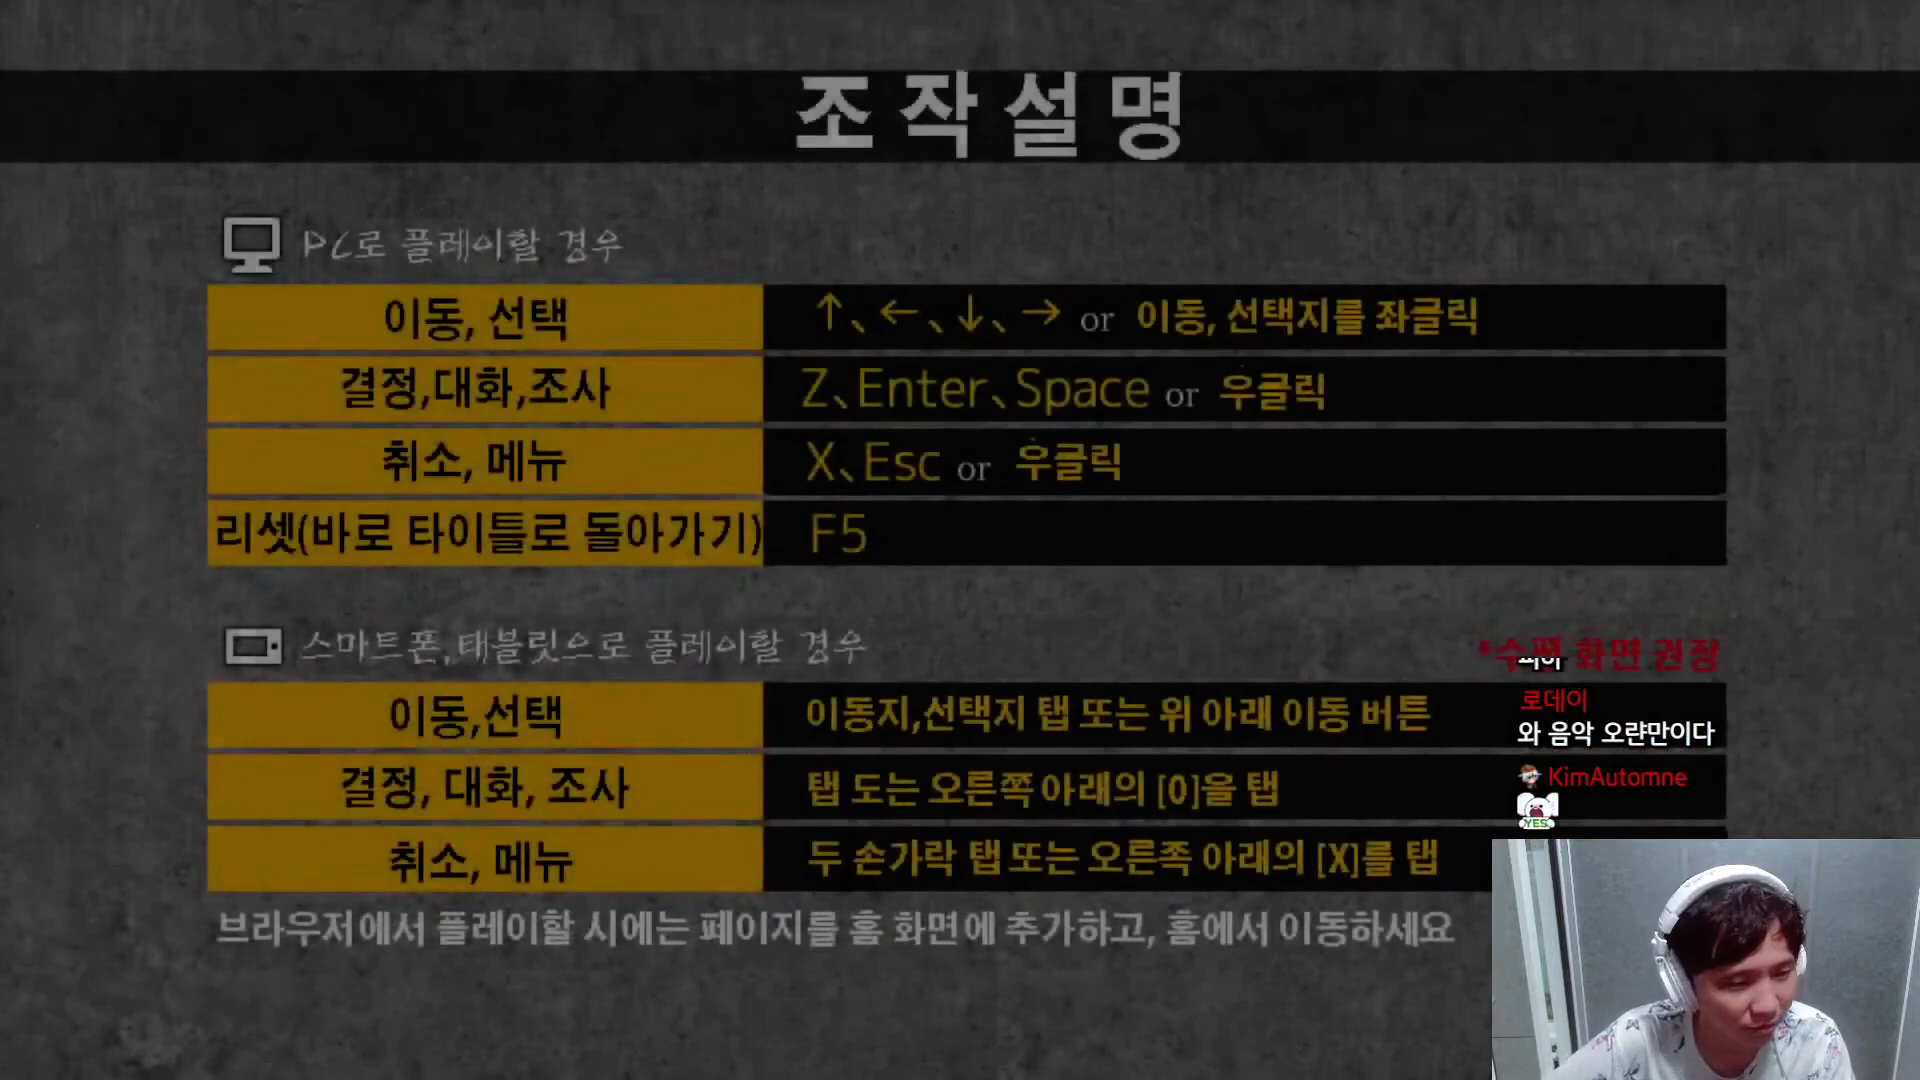 조작설명
PC로 플레이할 경우
이동, 선택
↑、←、↓、→ or 이동, 선택지를 좌클릭
결정,대화,조사
Z、Enter、Space or 우클릭
취소, 메뉴
X、Esc or 우클릭
리셋(바로 타이틀로 돌아가기)
F5
스마트폰,태블릿으로 플레이할 경우
*수평 화면 권장
이동,선택
이동지,선택지 탭 또는 위 아래 이동 버튼
로데이
와 음악 오랸만이다
결정, 대화, 조사
탭 도는 오른쪽 아래의 [O]을 탭
KimAutomne
YES
취소, 메뉴
두 손가락 탭 또는 오른쪽 아래의 [X]를 탭
브라우저에서 플레이할 시에는 페이지를 홈 화면에 추가하고, 홈에서 이동하세요